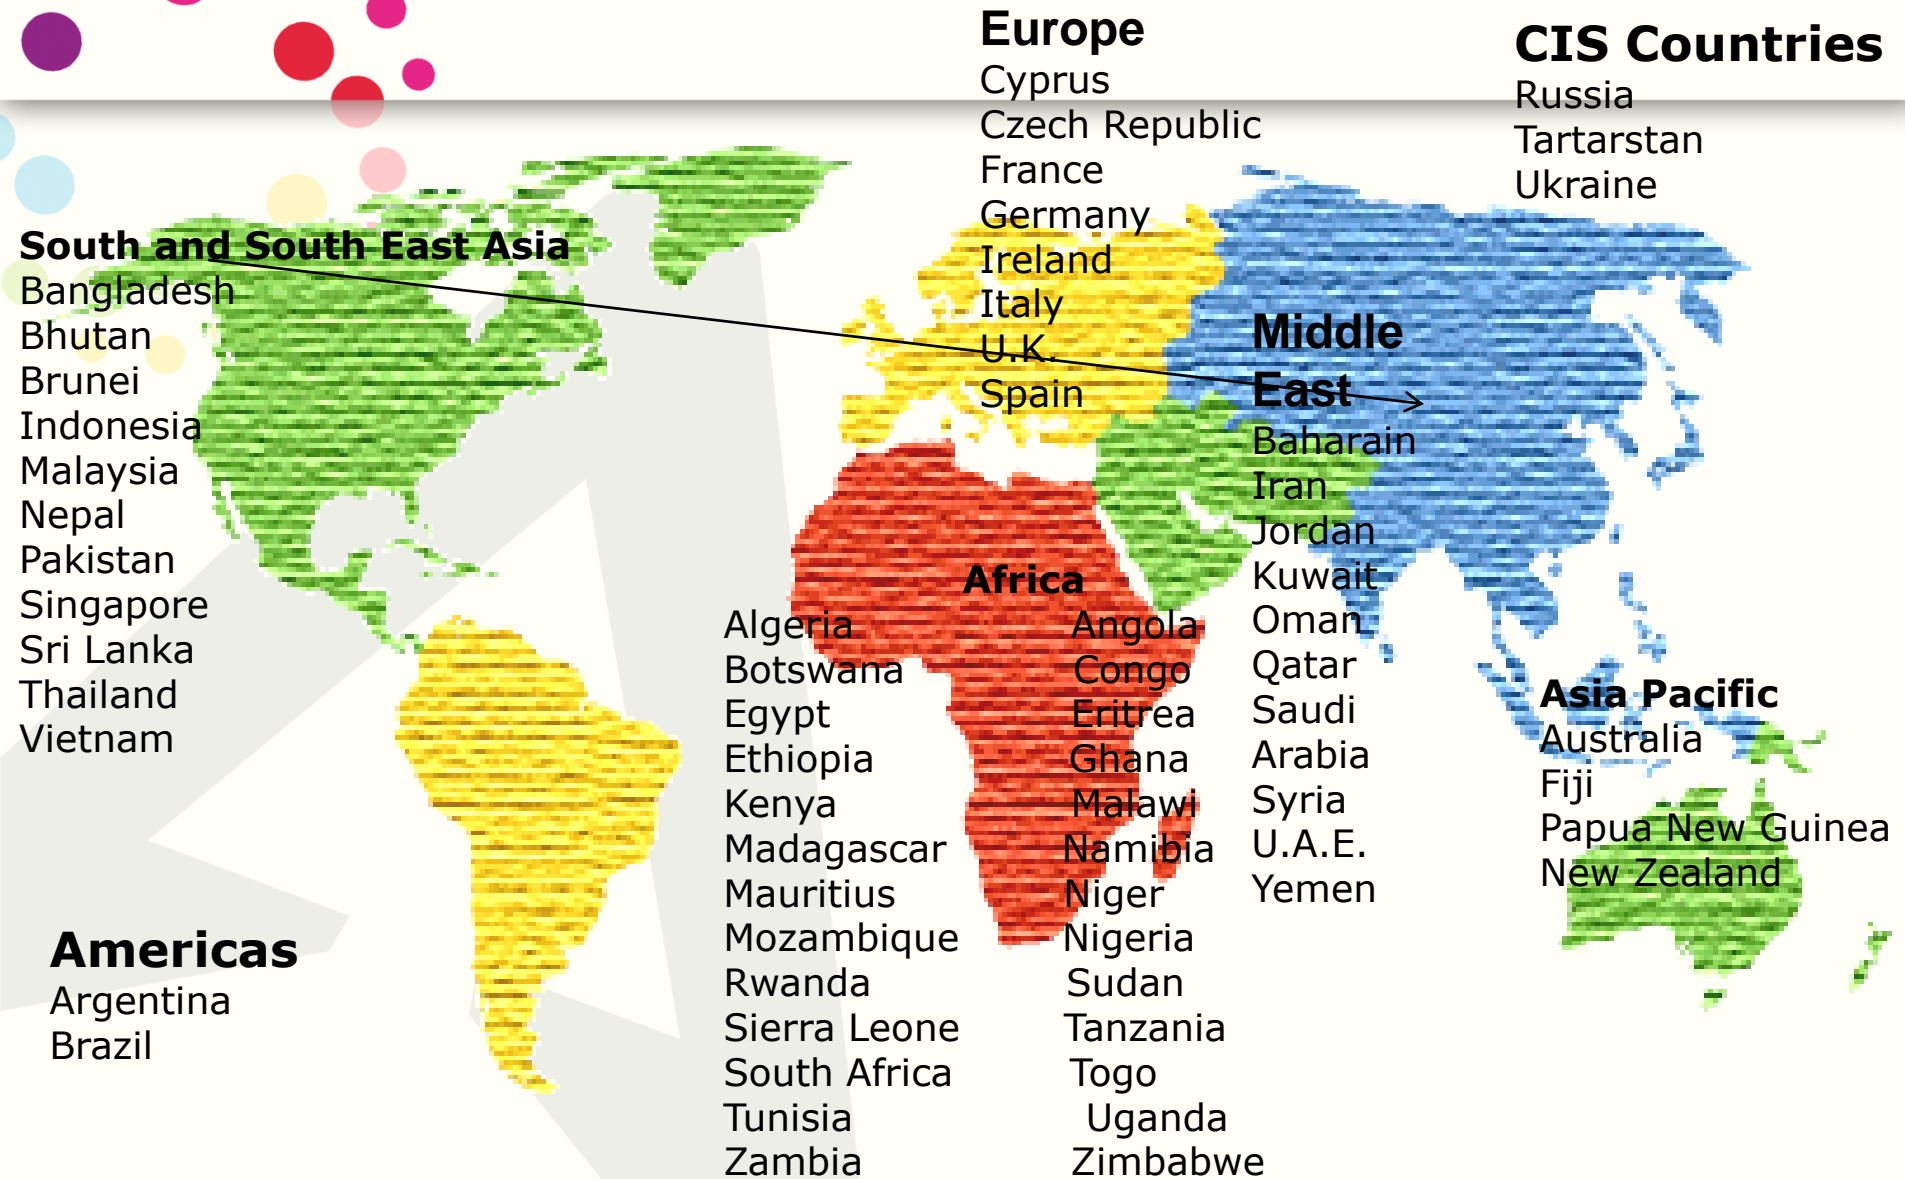 Europe
Cyprus
Czech Republic
France
Germany
Ireland
Italy
U.K.
Spain
CIS Countries
Russia
Tartarstan
Ukraine
South and South East Asia
Bangladesh
Bhutan
Brunei
Indonesia
Malaysia
Nepal
Pakistan
Singapore
Sri Lanka
Thailand
Vietnam
Middle
East
Baharain
Iran
Jordan
Kuwait
Oman
Qatar
Saudi
Arabia
Syria
U.A.E.
Yemen
Africa
Algeria Angola
Botswana Congo
Egypt Eritrea
Ethiopia Ghana
Kenya Malawi
Madagascar Namibia
Mauritius Niger
Mozambique Nigeria
Rwanda Sudan
Sierra Leone Tanzania
South Africa Togo
Tunisia Uganda
Zambia Zimbabwe
Asia Pacific
Australia
Fiji
Papua New Guinea
New Zealand
Americas
Argentina
Brazil